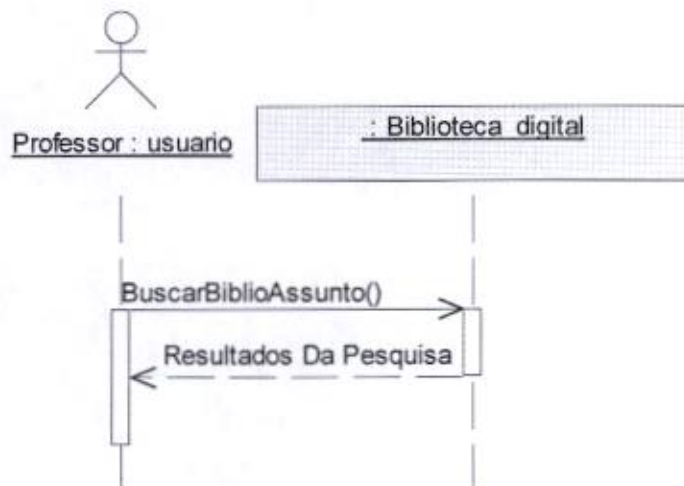 Professor : usuario
: Biblioteca digital
BuscarBiblioAssunto()
Resultados Da Pesquisa